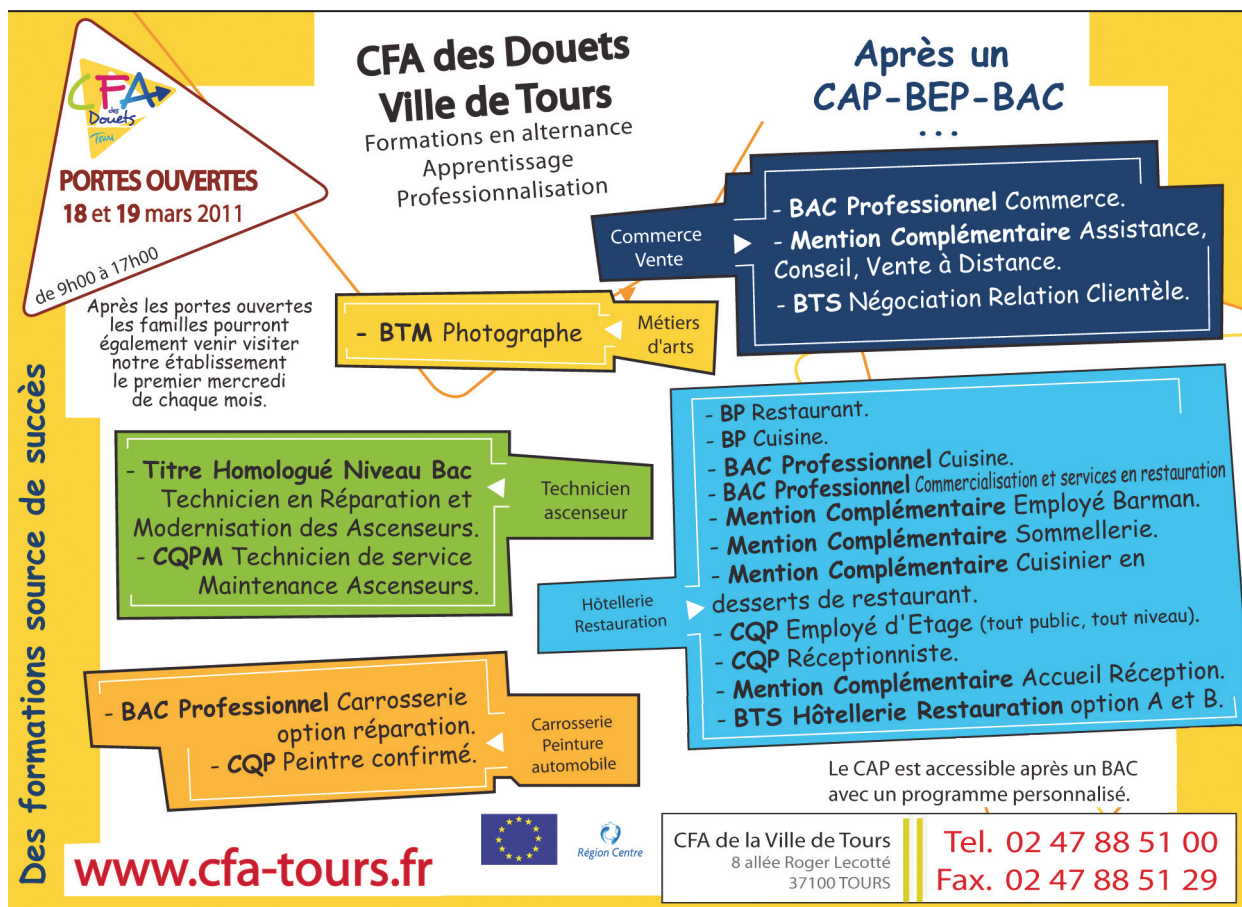 CFA
des
Douets
Tours
PORTES OUVERTES
18 et 19 mars 2011
de 9h00 à 17h00
Après les portes ouvertes
les familles pourront
également venir visiter
notre établissement
le premier mercredi
de chaque mois.
Des formations source de succès
CFA des Douets
Ville de Tours
Formations en alternance
Apprentissage
Professionnalisation
Après un
CAP-BEP-BAC
...
Commerce
Vente
- BAC Professionnel Commerce.
- Mention Complémentaire Assistance,
Conseil, Vente à Distance.
- BTS Négociation Relation Clientèle.
- BTM Photographe
Métiers
d'arts
- Titre Homologué Niveau Bac
Technicien en Réparation et
Modernisation des Ascenseurs.
- CQPM Technicien de service
Maintenance Ascenseurs.
Technicien
ascenseur
Hôtellerie
Restauration
- BP Restaurant.
- BP Cuisine.
- BAC Professionnel Cuisine.
- BAC Professionnel Commercialisation et services en restauration
- Mention Complémentaire Employé Barman.
- Mention Complémentaire Sommellerie.
- Mention Complémentaire Cuisinier en
desserts de restaurant.
- CQP Employé d'Etage (tout public, tout niveau).
- CQP Réceptionniste.
- Mention Complémentaire Accueil Réception.
- BTS Hôtellerie Restauration option A et B.
- BAC Professionnel Carrosserie
option réparation.
- CQP Peintre confirmé.
Carrosserie
Peinture
automobile
Le CAP est accessible après un BAC
avec un programme personnalisé.
www.cfa-tours.fr
Région Centre
CFA de la Ville de Tours
8 allée Roger Lecotté
37100 TOURS
Tel. 02 47 88 51 00
Fax. 02 47 88 51 29